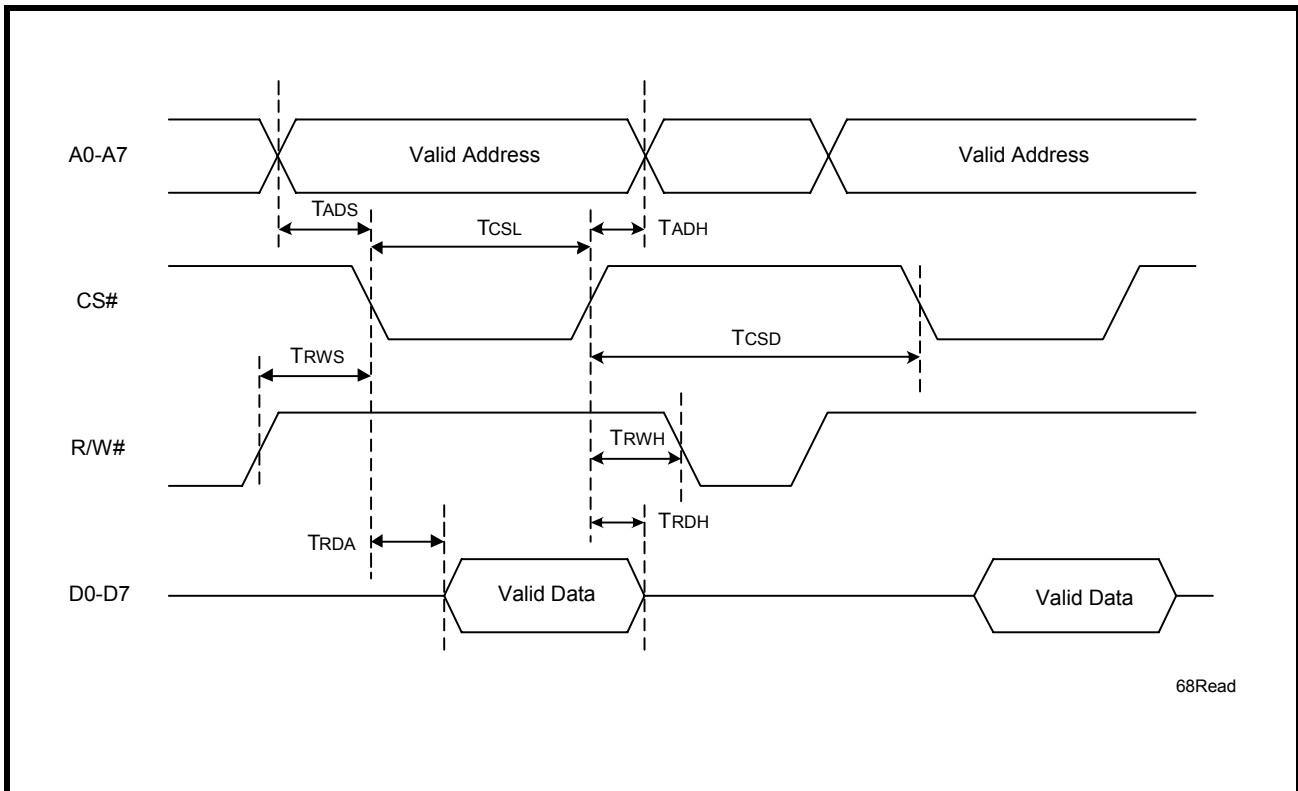 A0-A7
Valid Address
Valid Address
TADS
TCSL
TADH
CS#
TCSD
TRWS
R/W#
TRWH
TRDH
TRDA
D0-D7
Valid Data
Valid Data
68Read